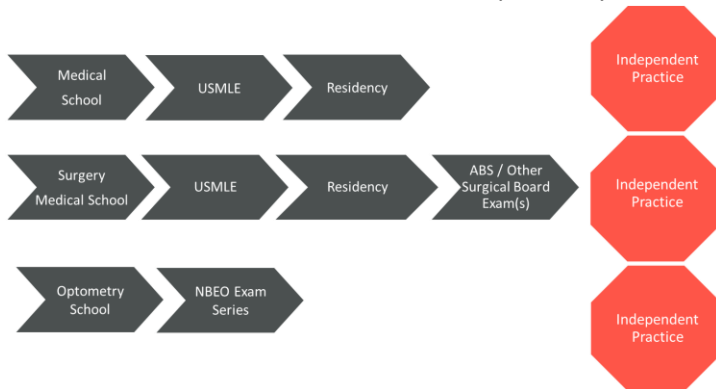 Medical
School
USMLE
Residency
Independent
Practice
Surgery
Medical School
USMLE
Residency
ABS / Other
Surgical Board
Exam(s)
Independent
Practice
Optometry
School
NBEO Exam
Series
Independent
Practice